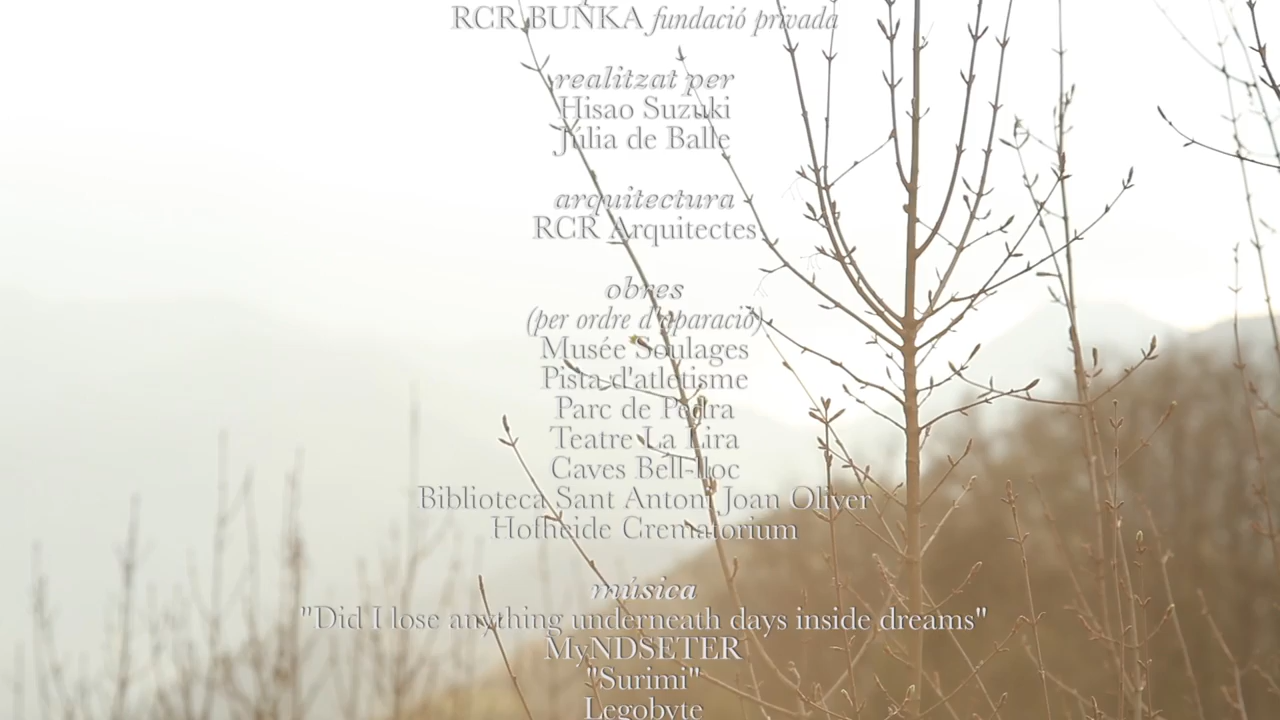 RCR BUNKA fundació privada
realitzat per
Hisao Suzuki
Júlia de Balle
arquitectura
RCR Arquitectes
obres
(per ordre d'aparació)
Musée Soulages
Pista d'atletisme
Parc de Pedra
Teatre La Lira
Caves Bell-lloc
Biblioteca Sant Antoni Joan Oliver
Hofheide Crematorium
música
"Did I lose anything underneath days inside dreams"
MyNDSETER
"Surimi"
Legobyte